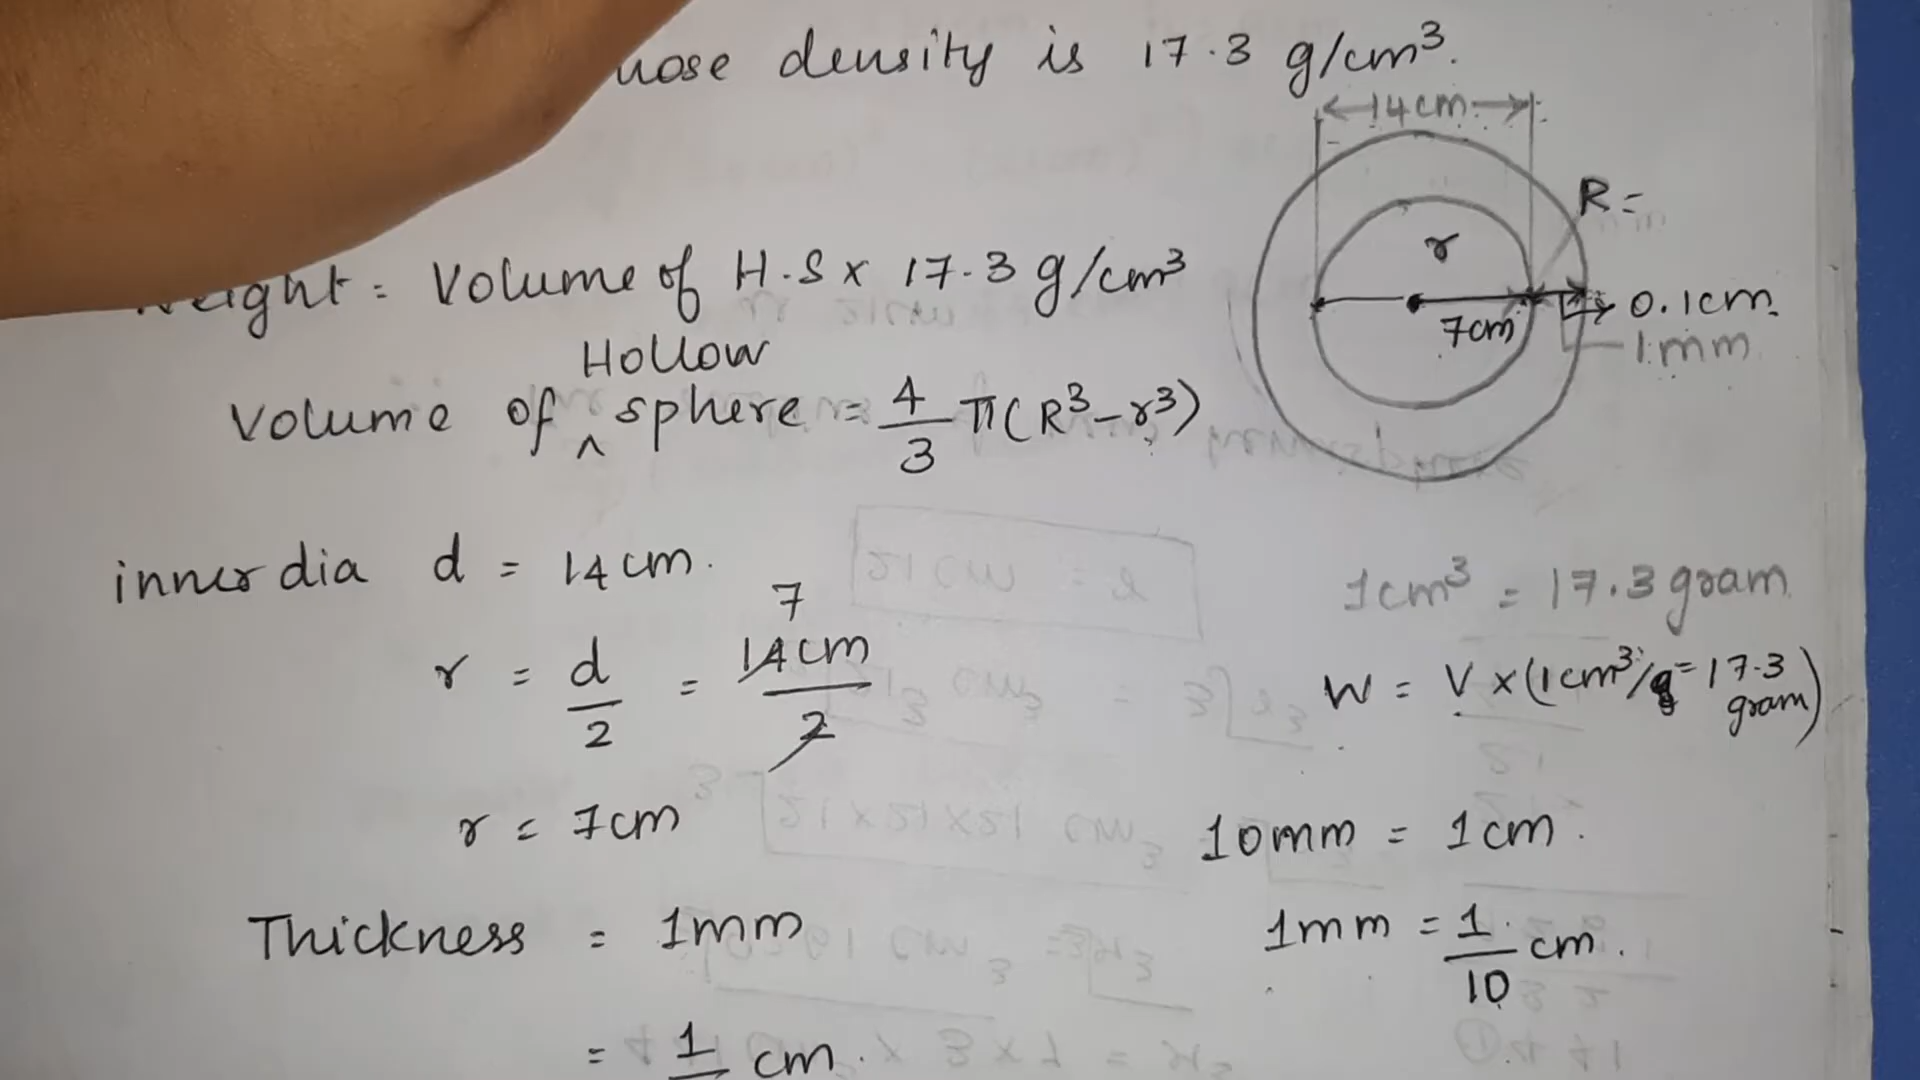 density is 17.3 g/cm³.
14cm
R =
r
7cm
0.1cm
1mm
= Volume of H.S x 17.3 g/cm³
Hollow
Volume of ^ sphere = 4/3 π(R³-r³)
inner dia d = 14cm.
7
r = d/2 = 14cm/2
r = 7cm
Thickness = 1mm
= 1 cm.
1cm³ = 17.3 gram
W = V x (1cm³/g = 17.3 gram)
10mm = 1cm.
1mm = 1/10 cm.